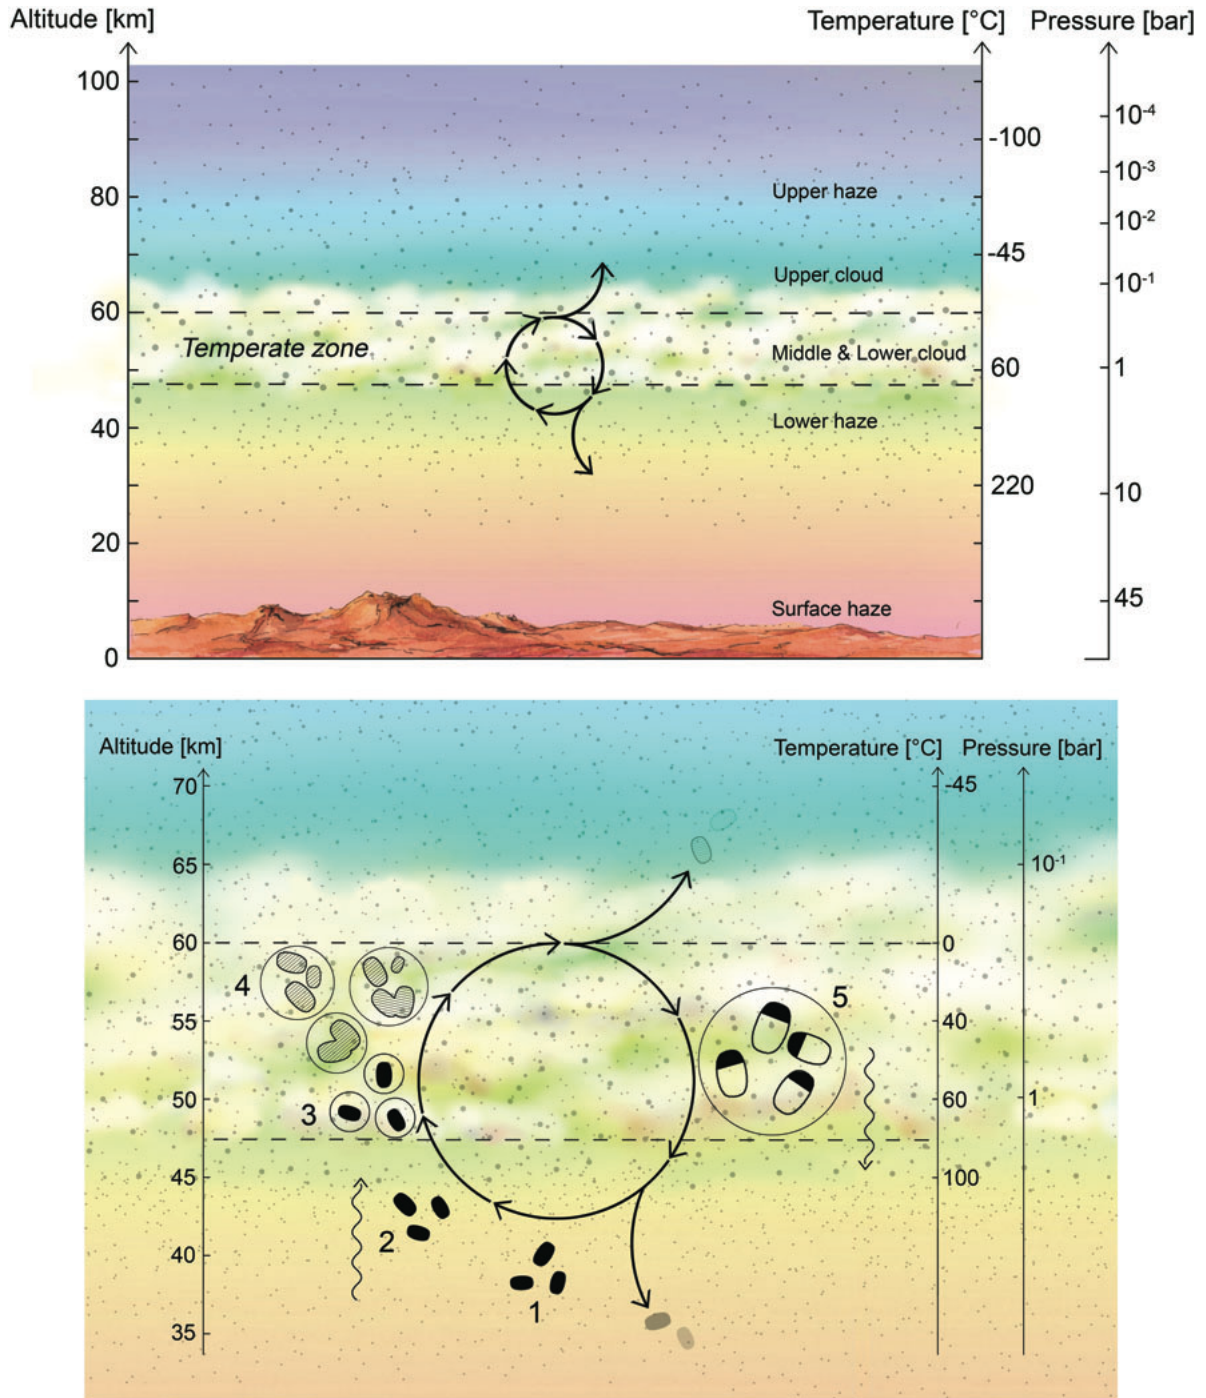 Altitude [km] Temperature [°C] Pressure [bar]
100
10-4
-100
10-3
80 Upper haze
10-2
-45
Upper cloud 10-1
60
Temperate zone Middle & Lower cloud
60 1
40 Lower haze
220 10
20
Surface haze 45
0
Altitude [km] Temperature [°C] Pressure [bar]
70 -45
65 10-1
60 0
4 5
55 40
50 60 1
3
45 100
2
40
1
35